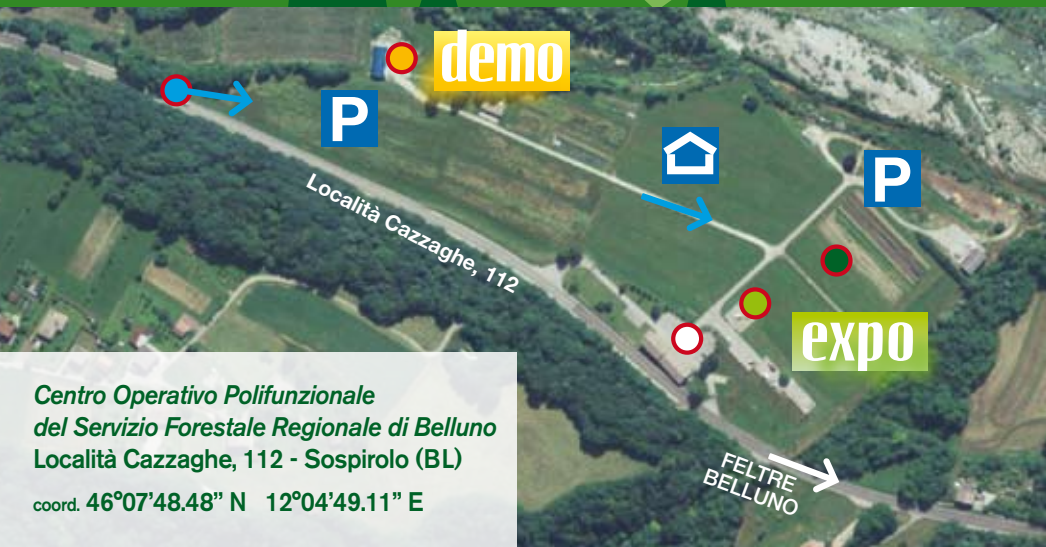 demo
P
P
Località Cazzaghe, 112
expo
Centro Operativo Polifunzionale
del Servizio Forestale Regionale di Belluno
Località Cazzaghe, 112 - Sospirolo (BL)
coord. 46°07’48.48” N 12°04’49.11” E
FELTRE
BELLUNO